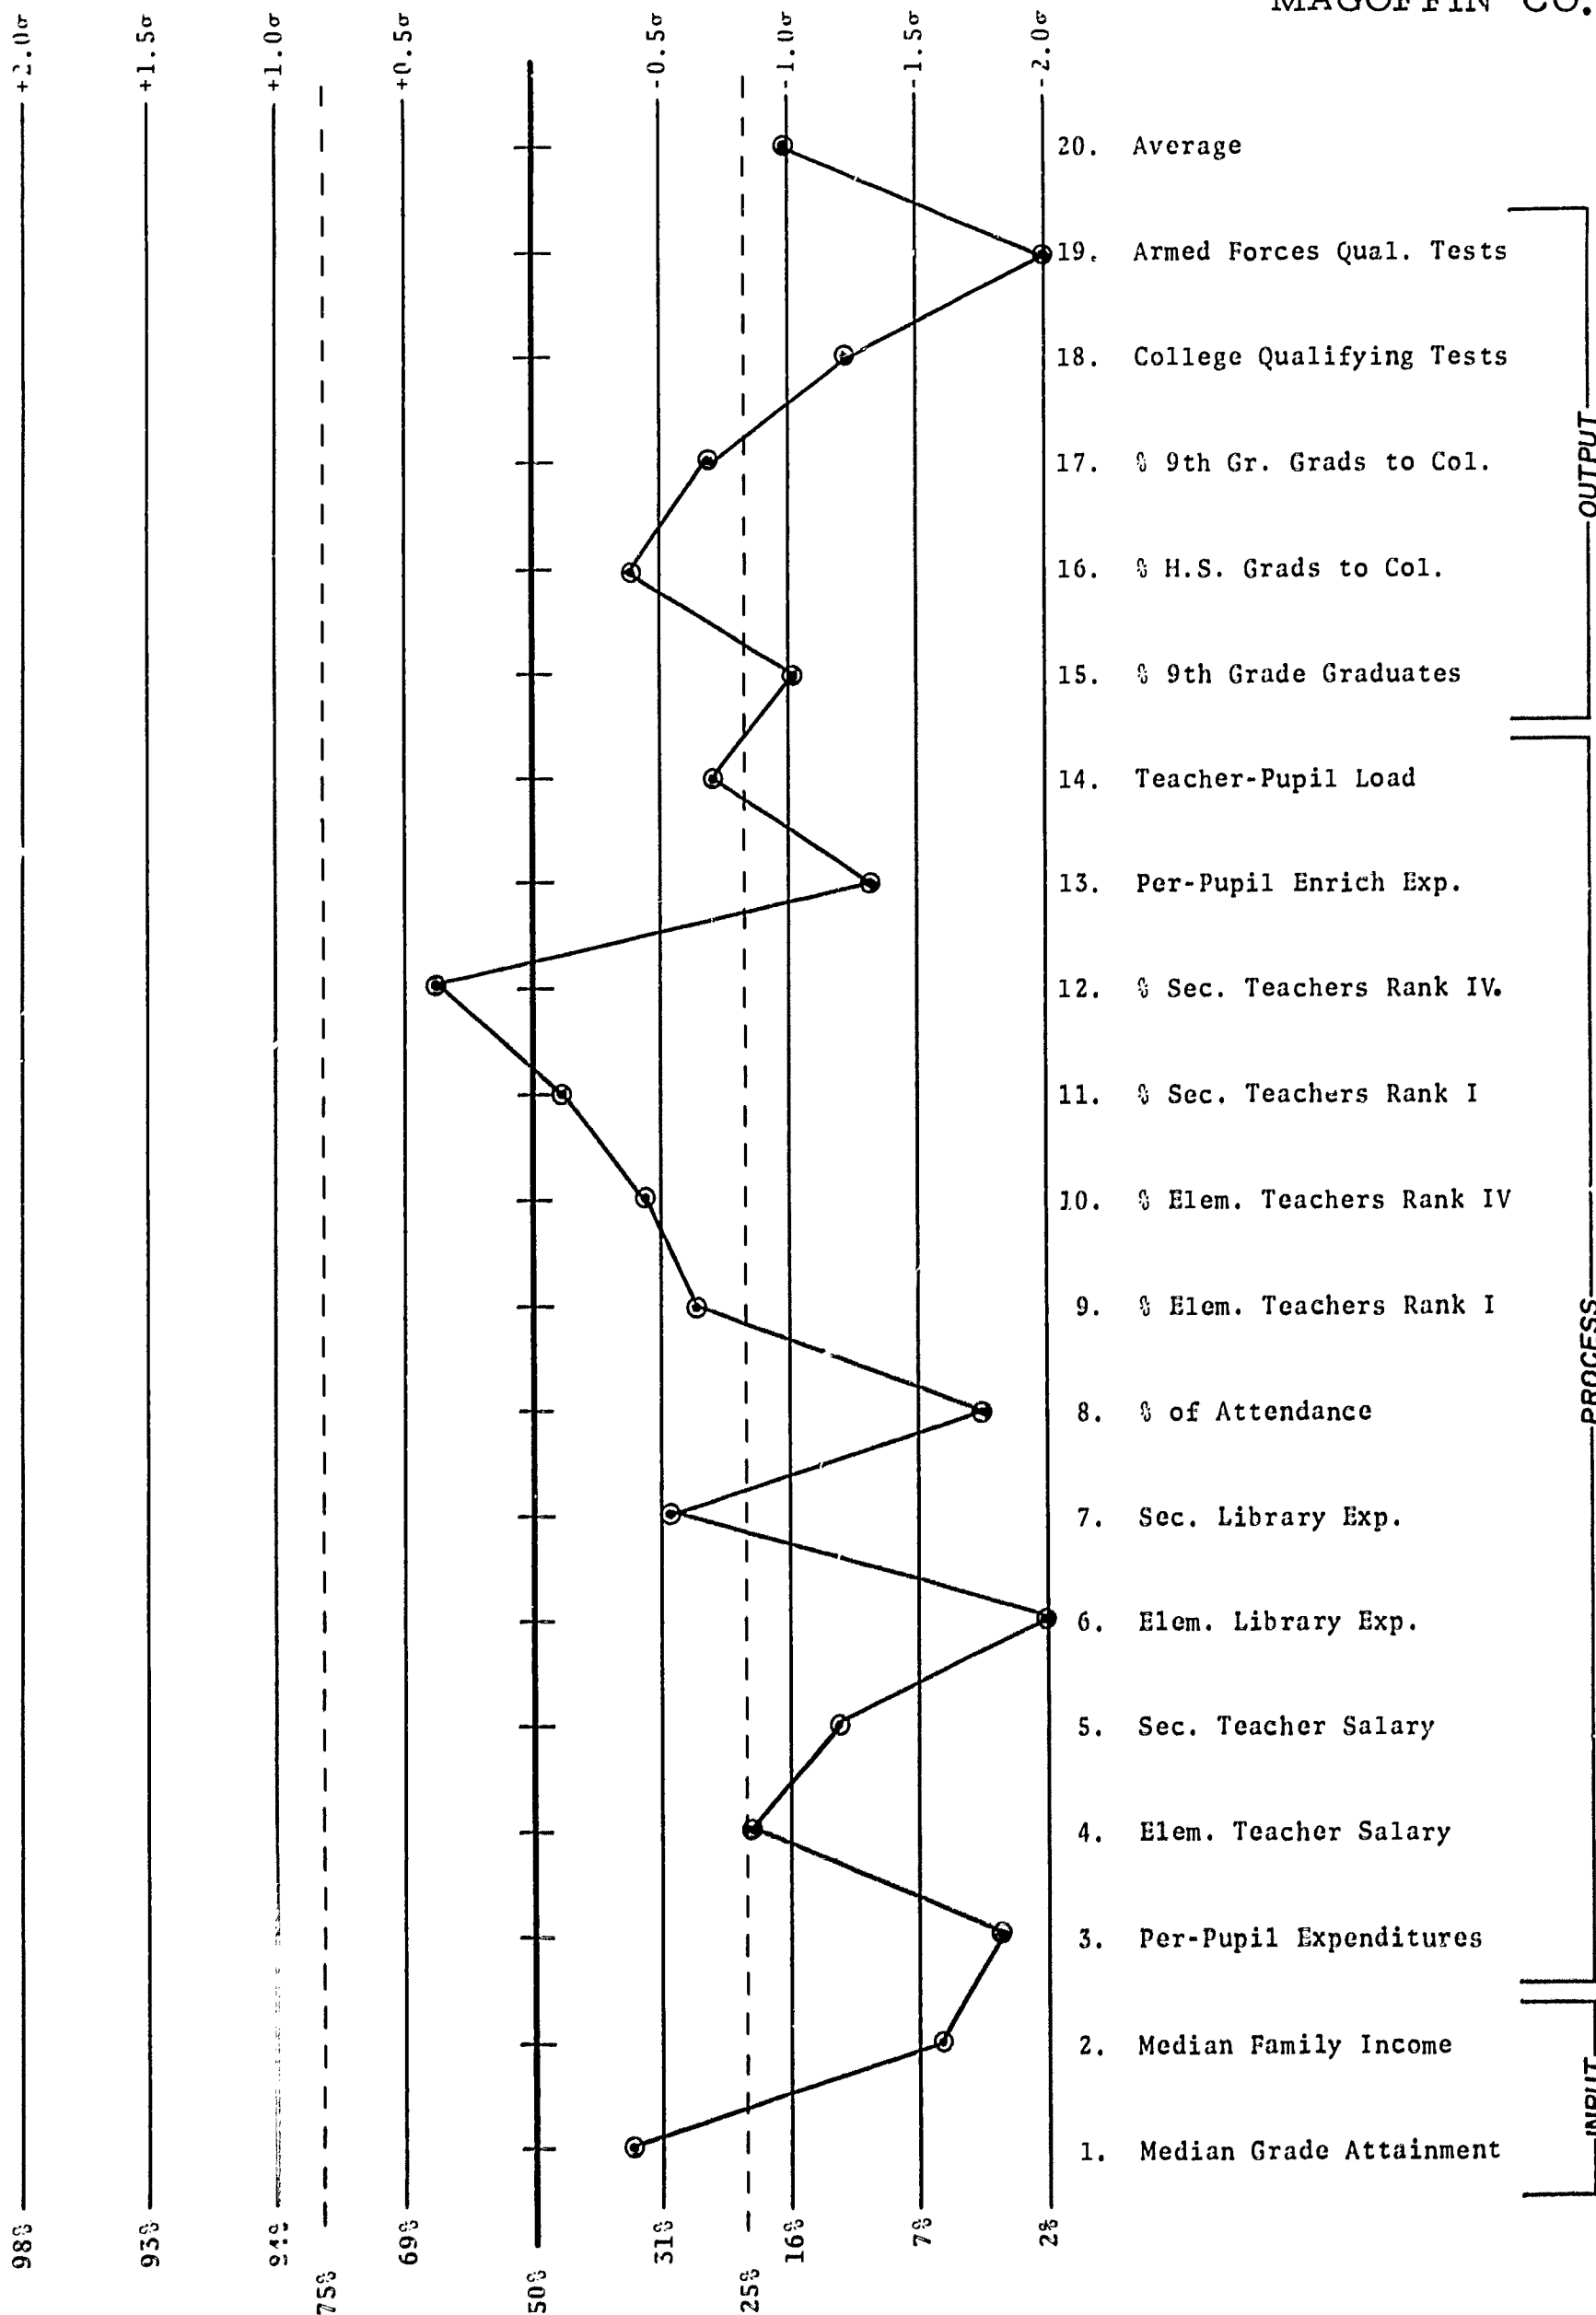 MAGOFFIN CO.
+2.0σ
+1.5σ
+1.0σ
+0.5σ
-0.5σ
-1.0σ
-1.5σ
-2.0σ
20. Average
19. Armed Forces Qual. Tests
18. College Qualifying Tests
17. % 9th Gr. Grads to Col.
16. % H.S. Grads to Col.
15. % 9th Grade Graduates
14. Teacher-Pupil Load
13. Per-Pupil Enrich Exp.
12. % Sec. Teachers Rank IV.
11. % Sec. Teachers Rank I
10. % Elem. Teachers Rank IV
9. % Elem. Teachers Rank I
8. % of Attendance
7. Sec. Library Exp.
6. Elem. Library Exp.
5. Sec. Teacher Salary
4. Elem. Teacher Salary
3. Per-Pupil Expenditures
2. Median Family Income
1. Median Grade Attainment
OUTPUT
PROCESS
INPUT
98%
93%
84%
75%
69%
50%
31%
25%
16%
7%
2%